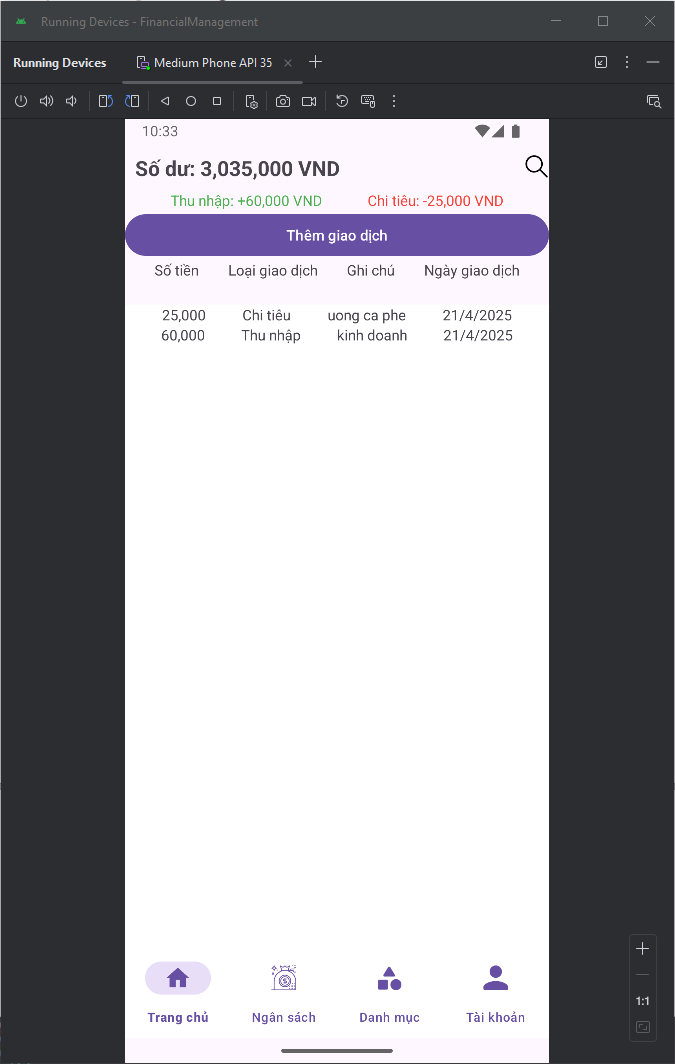 Running Devices - FinancialManagement
Running Devices Medium Phone API 35
10:33
Số dư: 3,035,000 VND
Thu nhập: +60,000 VND Chi tiêu: -25,000 VND
Thêm giao dịch
Số tiền Loại giao dịch Ghi chú Ngày giao dịch
25,000 Chi tiêu uong ca phe 21/4/2025
60,000 Thu nhập kinh doanh 21/4/2025
1:1
Trang chủ Ngân sách Danh mục Tài khoản